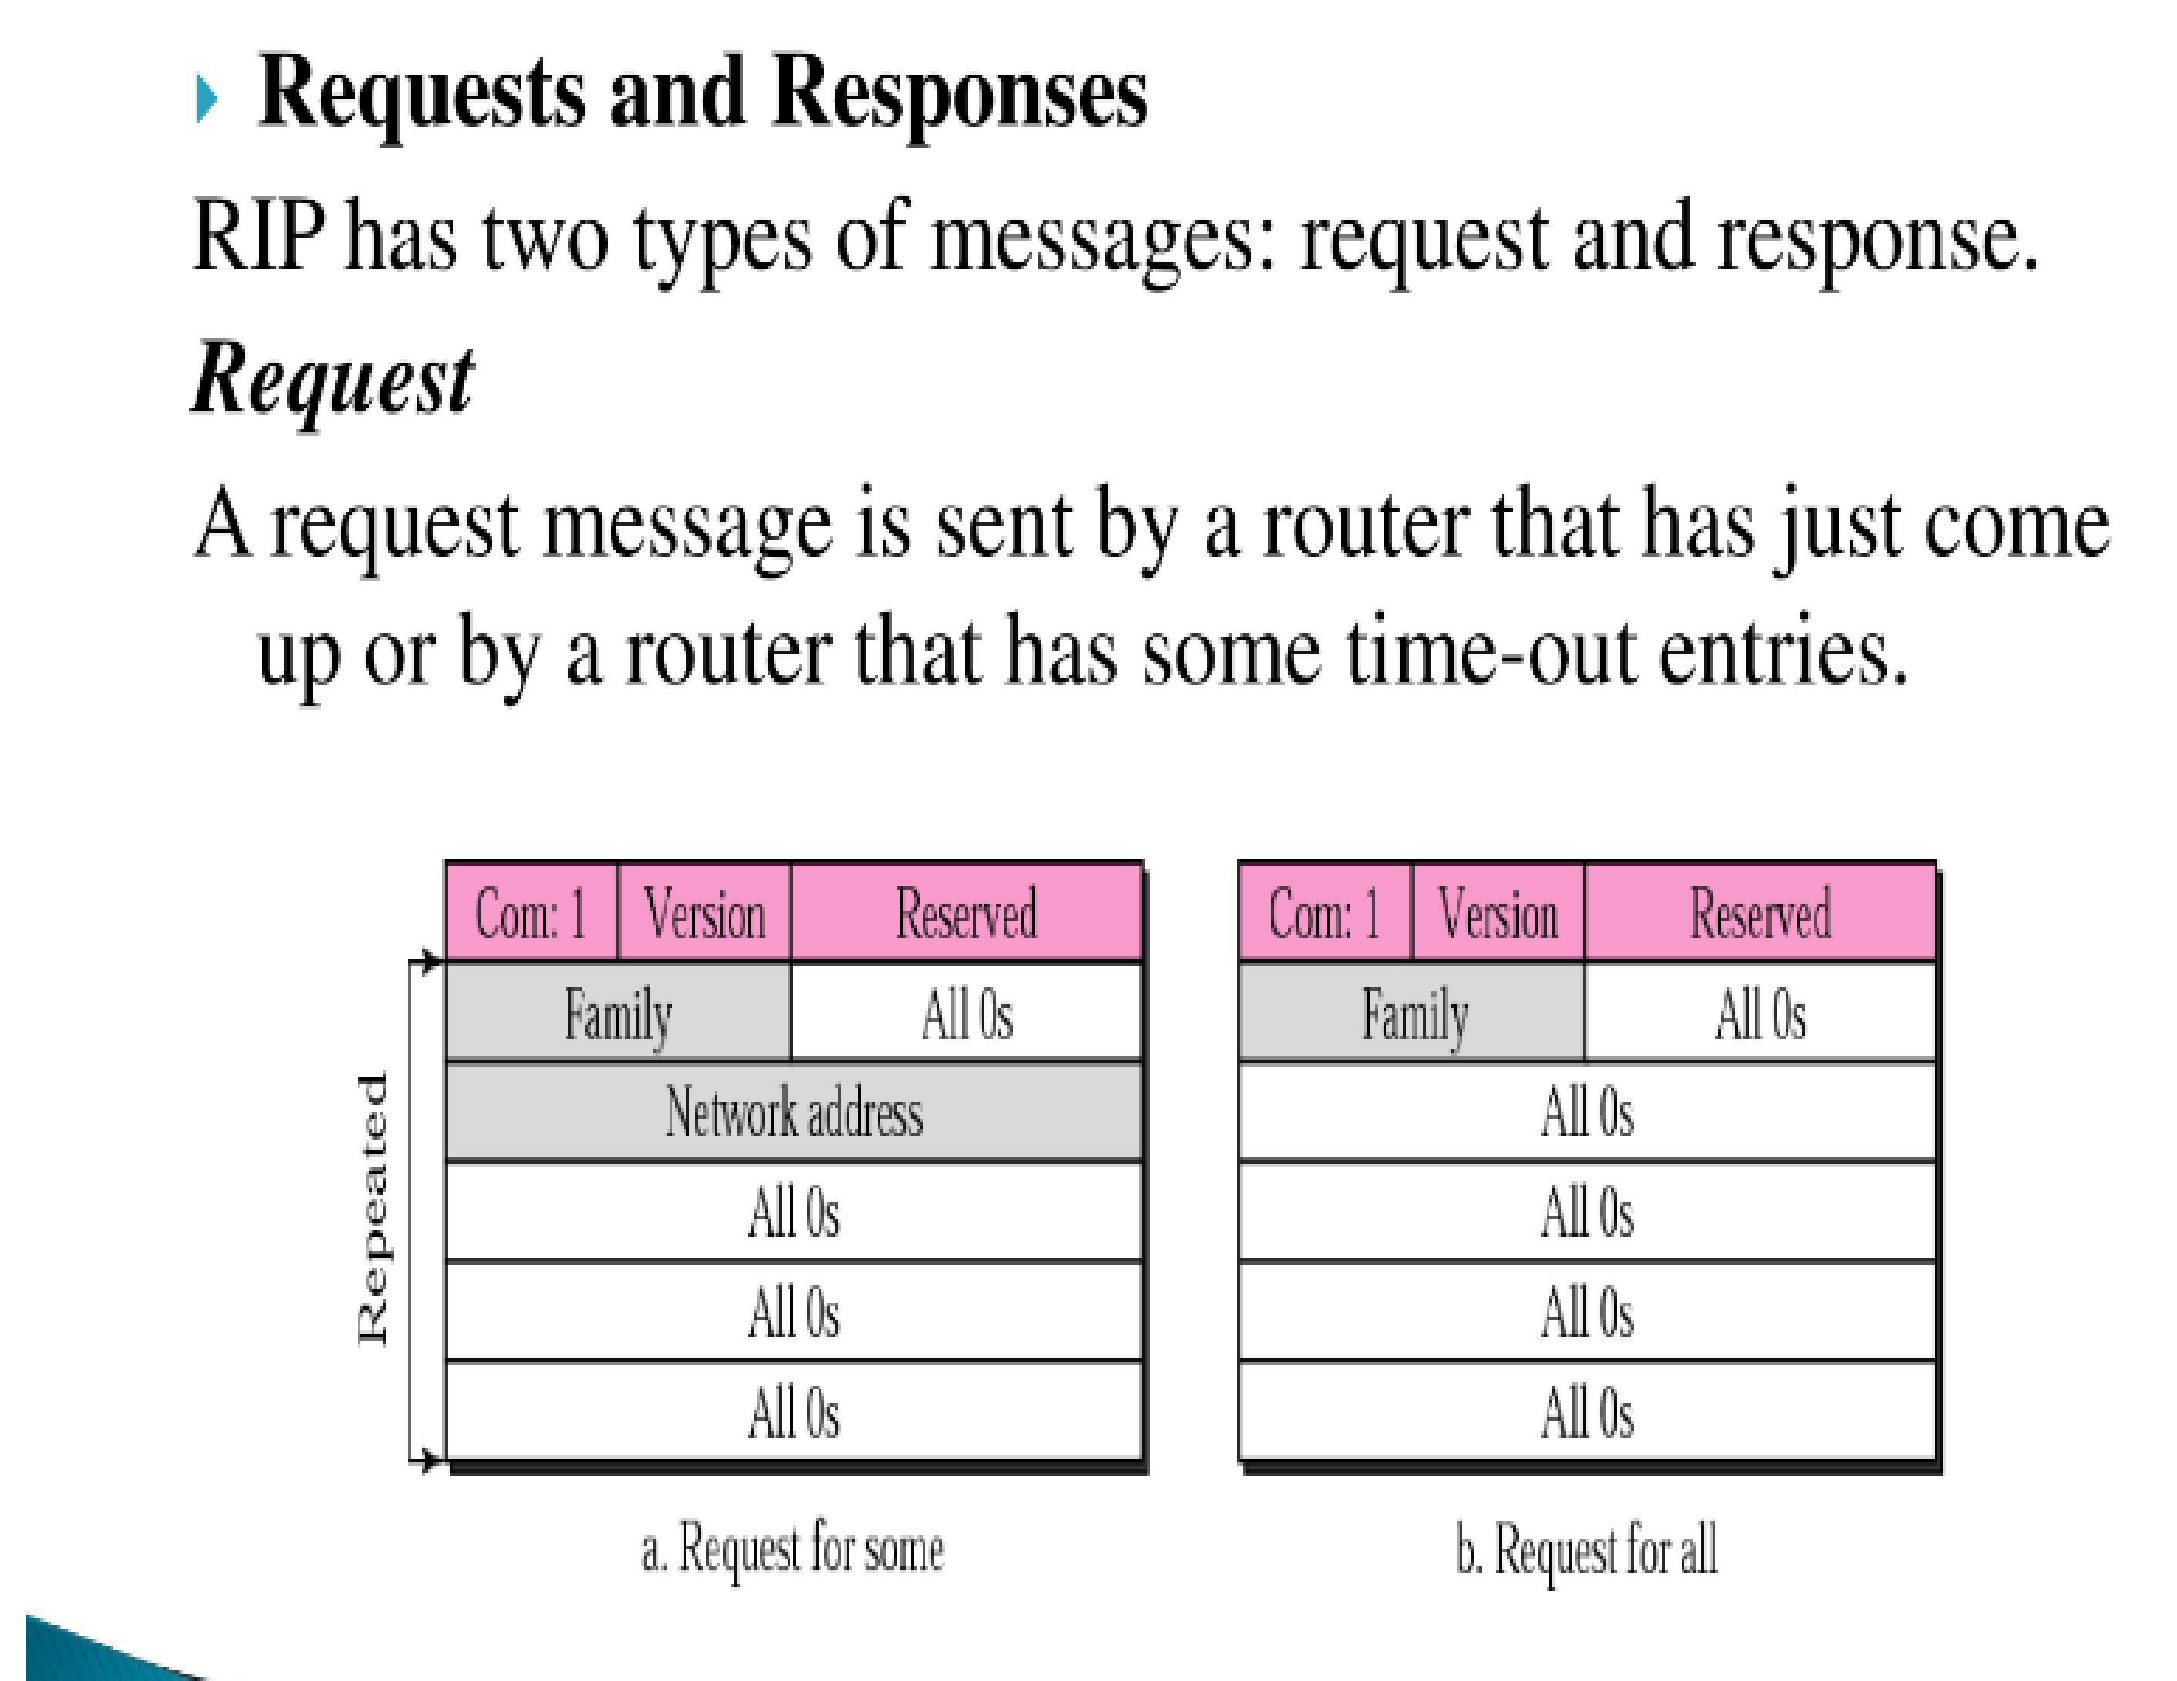 Requests and Responses
RIP has two types of messages: request and response.
Request
A request message is sent by a router that has just come
up or by a router that has some time-out entries.
Repeated
Com: 1 Version Reserved
Family All 0s
Network address
All 0s
All 0s
All 0s
a. Request for some
Com: 1 Version Reserved
Family All 0s
All 0s
All 0s
All 0s
All 0s
b. Request for all